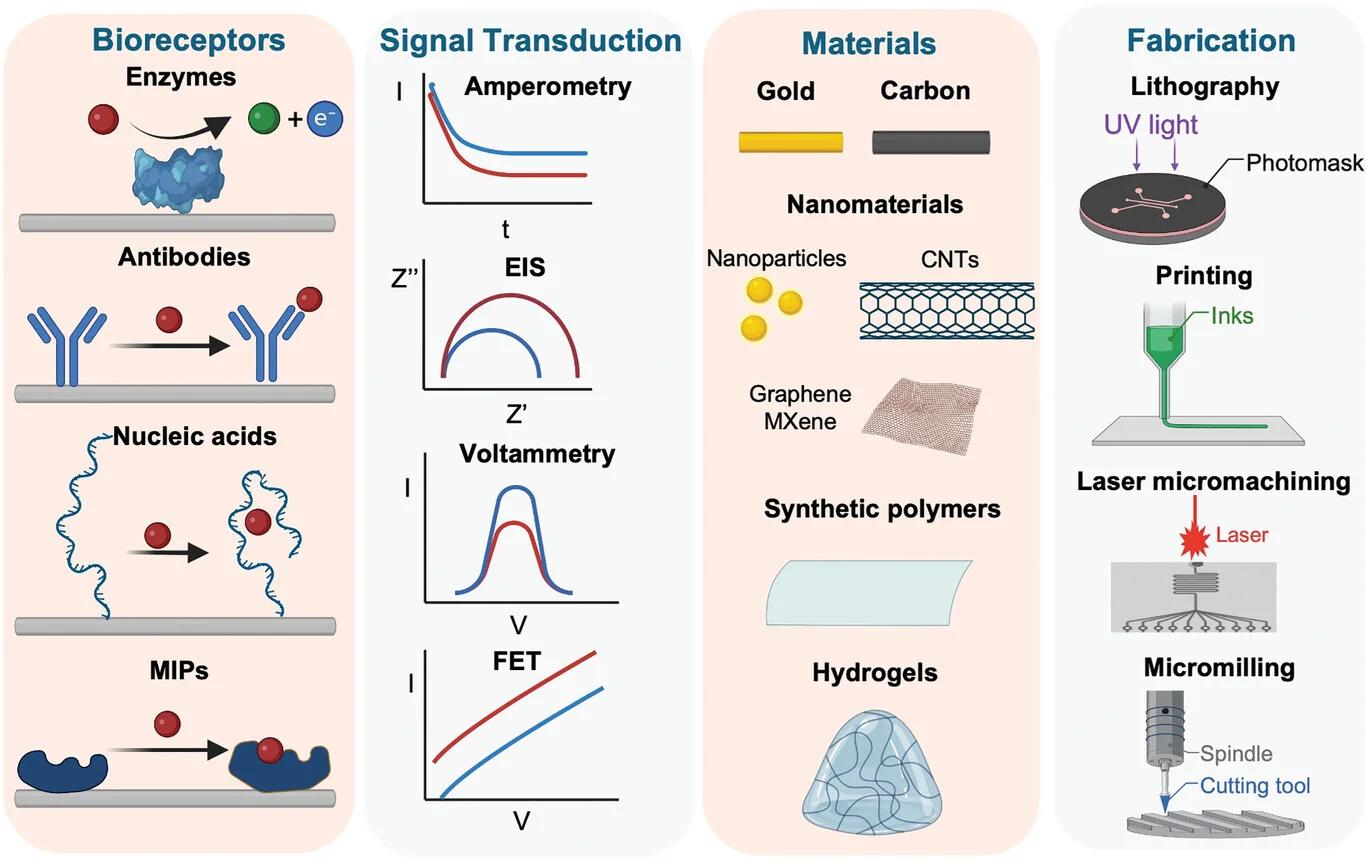 Bioreceptors
Enzymes
+ e⁻
Antibodies
Nucleic acids
MIPs
Signal Transduction
Amperometry
I
t
EIS
Z’’
Z’
Voltammetry
I
V
FET
I
V
Materials
Gold
Carbon
Nanomaterials
Nanoparticles
CNTs
Graphene
MXene
Synthetic polymers
Hydrogels
Fabrication
Lithography
UV light
Photomask
Printing
Inks
Laser micromachining
Laser
Micromilling
Spindle
Cutting tool